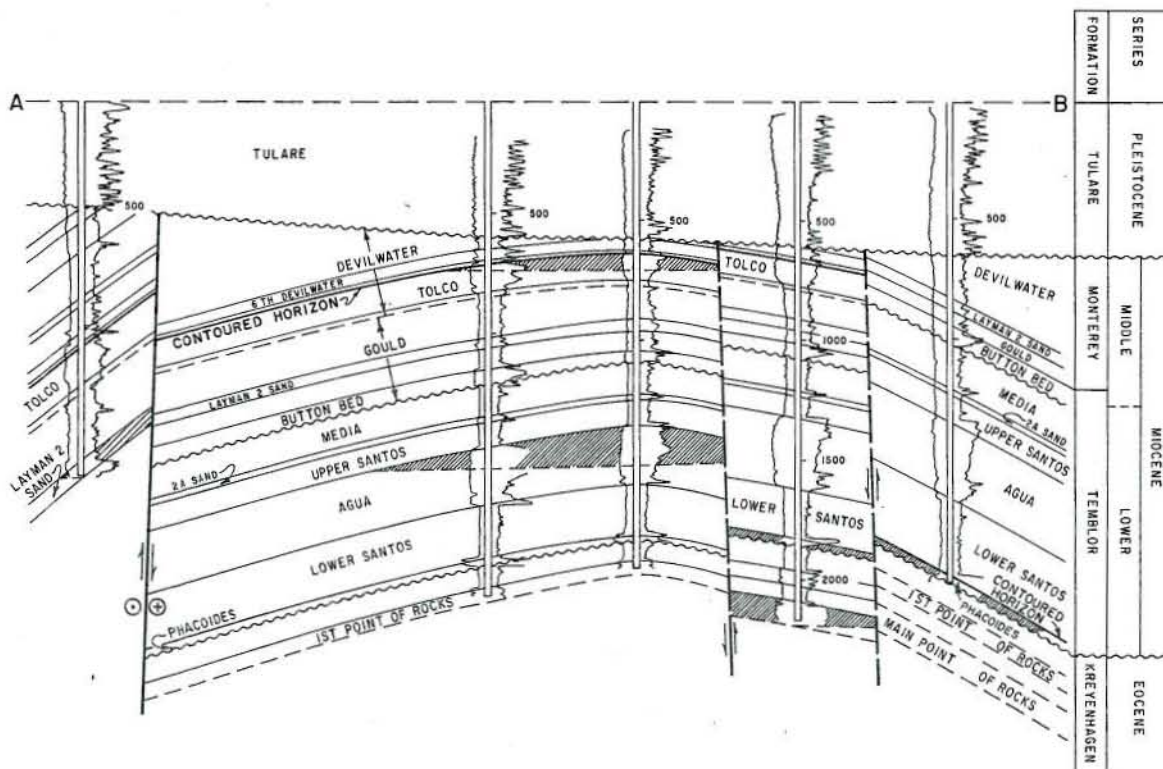 FORMATION
SERIES
A
B
TULARE
500
500
500
500
500
TULARE
PLEISTOCENE
DEVILWATER
6 TH DEVILWATER
CONTOURED HORIZON
TOLCO
TOLCO
DEVILWATER
LAYMAN 2 SAND
GOULD
BUTTON BED
MEDIA
2A SAND
UPPER SANTOS
AGUA
LOWER SANTOS
CONTOURED
HORIZON
PHACOIDES
1ST POINT
OF ROCKS
MAIN POINT
OF ROCKS
MONTEREY
MIDDLE
MIOCENE
TEMBLOR
LOWER
KREYENHAGEN
EOCENE
TOLCO
LAYMAN 2
SAND
GOULD
LAYMAN 2 SAND
BUTTON BED
MEDIA
2A SAND
UPPER SANTOS
AGUA
LOWER SANTOS
PHACOIDES
1ST POINT OF ROCKS
1000
1500
LOWER SANTOS
2000